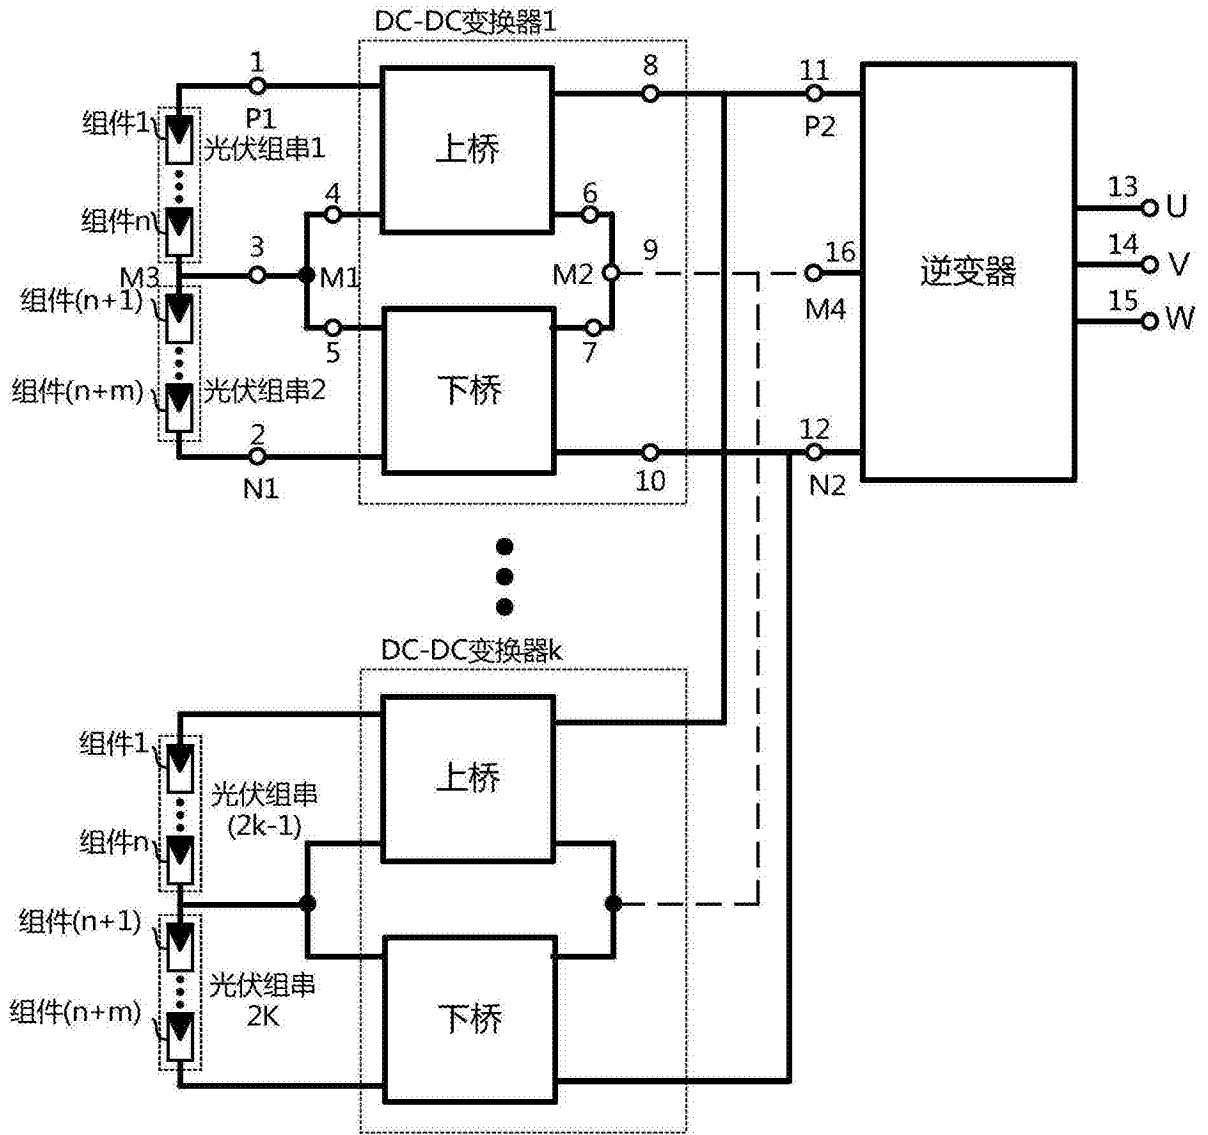 DC-DC变换器1
1
P1
组件1
光伏组串1
上桥
8
11
P2
4
6
组件n
3
M3
M1
M2
9
16
M4
逆变器
13
U
14
V
15
W
组件(n+1)
5
7
组件(n+m)
光伏组串2
下桥
2
N1
10
12
N2
DC-DC变换器k
组件1
上桥
光伏组串
(2k-1)
组件n
组件(n+1)
光伏组串
2K
组件(n+m)
下桥